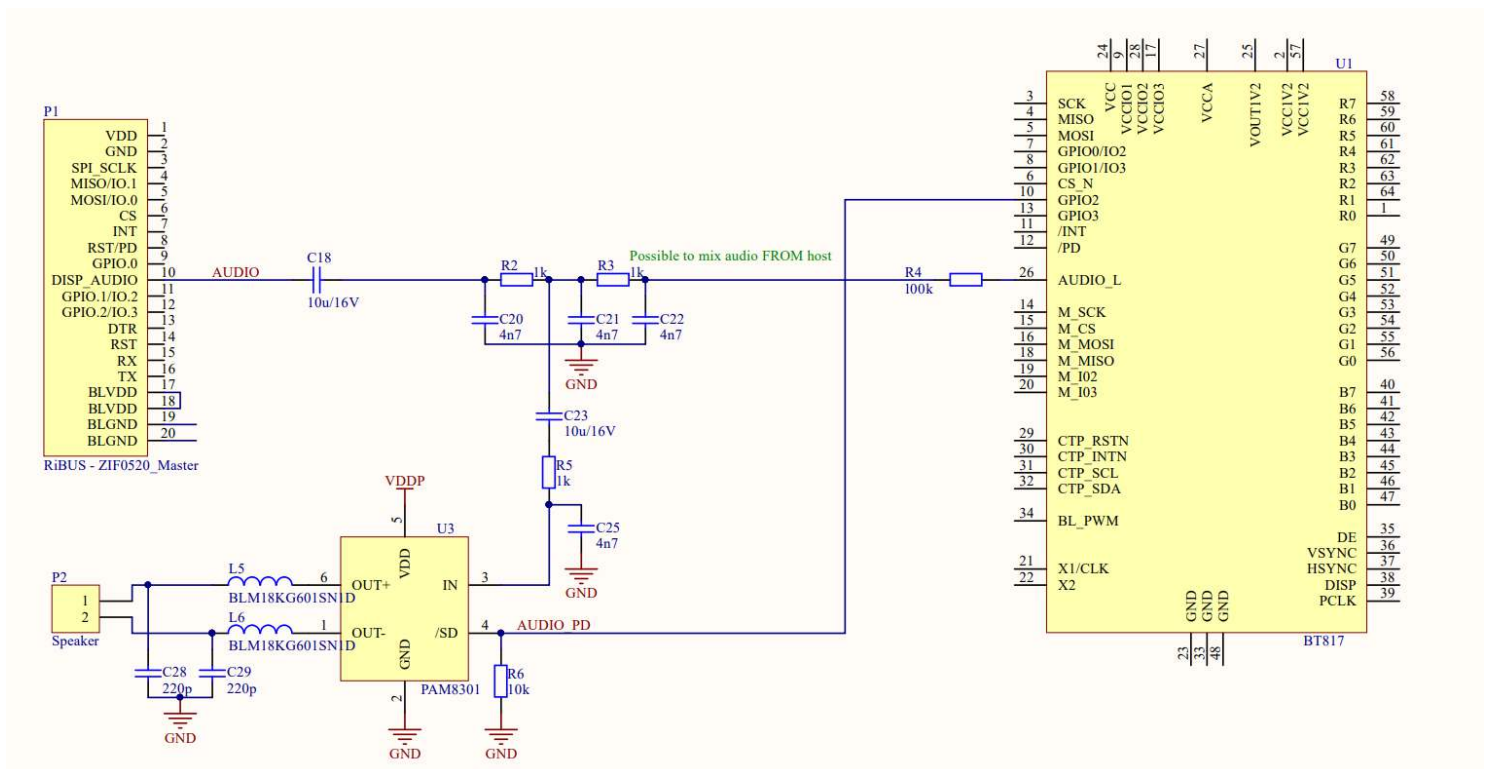 P1
VDD 1
GND 2
SPI_SCLK 3
MISO/IO.1 4
MOSI/IO.0 5
CS 6
INT 7
RST/PD 8
GPIO.0 9
DISP_AUDIO 10
GPIO.1/IO.2 11
GPIO.2/IO.3 12
DTR 13
RST 14
RX 15
TX 16
BLVDD 17
BLVDD 18
BLGND 19
BLGND 20
RiBUS - ZIF0520_Master
AUDIO
C18
10u/16V
R2
1k
R3
1k
Possible to mix audio FROM host
R4
100k
C20
4n7
C21
4n7
C22
4n7
GND
C23
10u/16V
R5
1k
C25
4n7
GND
VDDP
5
U3
VDD
P2
1
2
Speaker
L5
BLM18KG601SN1D
L6
BLM18KG601SN1D
6 OUT+
1 OUT-
IN 3
/SD 4
GND
2
PAM8301
AUDIO_PD
C28
220p
C29
220p
GND
GND
R6
10k
GND
U1
24 VCC
9 VCCIO1
28 VCCIO2
17 VCCIO3
27 VCCA
25 VOUT1V2
2 VCC1V2
57 VCC1V2
3 SCK
4 MISO
5 MOSI
7 GPIO0/IO2
8 GPIO1/IO3
6 CS_N
10 GPIO2
13 GPIO3
11 /INT
12 /PD
26 AUDIO_L
14 M_SCK
15 M_CS
16 M_MOSI
18 M_MISO
19 M_I02
20 M_I03
29 CTP_RSTN
30 CTP_INTN
31 CTP_SCL
32 CTP_SDA
34 BL_PWM
21 X1/CLK
22 X2
R7 58
R6 59
R5 60
R4 61
R3 62
R2 63
R1 64
R0 1
G7 49
G6 50
G5 51
G4 52
G3 53
G2 54
G1 55
G0 56
B7 40
B6 41
B5 42
B4 43
B3 44
B2 45
B1 46
B0 47
DE 35
VSYNC 36
HSYNC 37
DISP 38
PCLK 39
GND 23
GND 33
GND 48
BT817